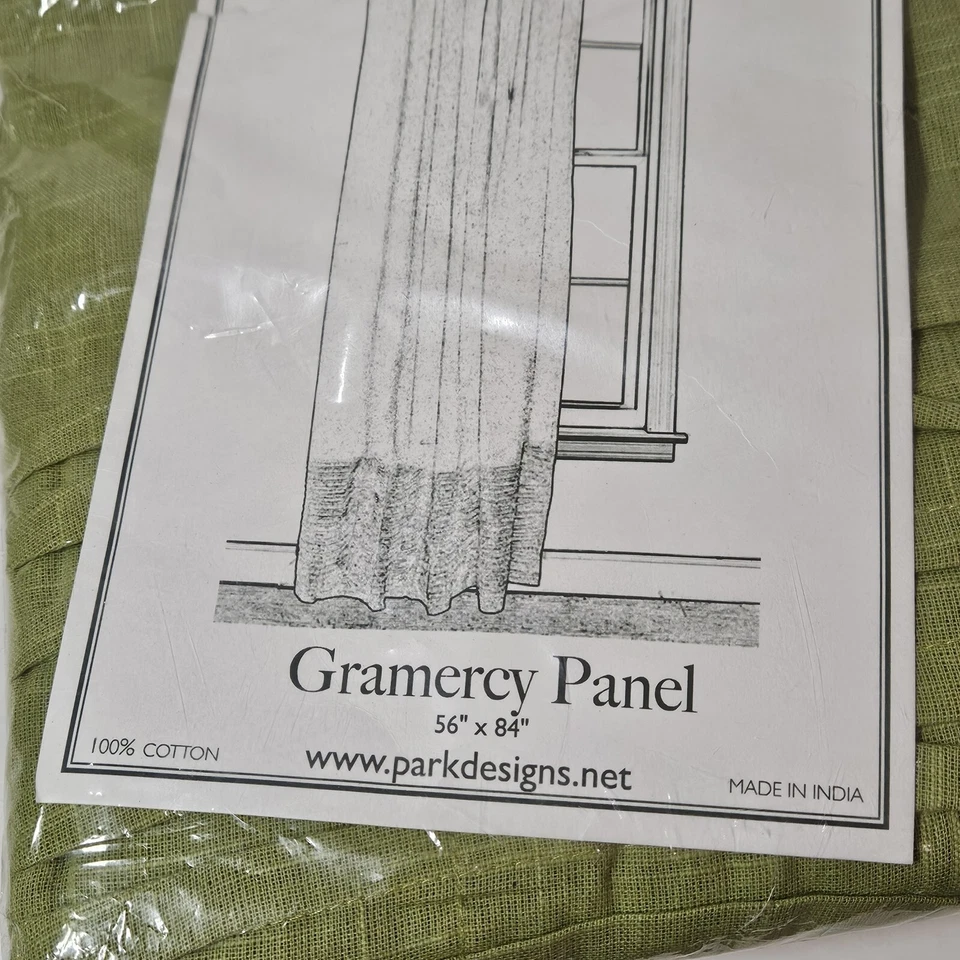 Gramercy Panel
56" x 84"
100% COTTON
www.parkdesigns.net
MADE IN INDIA